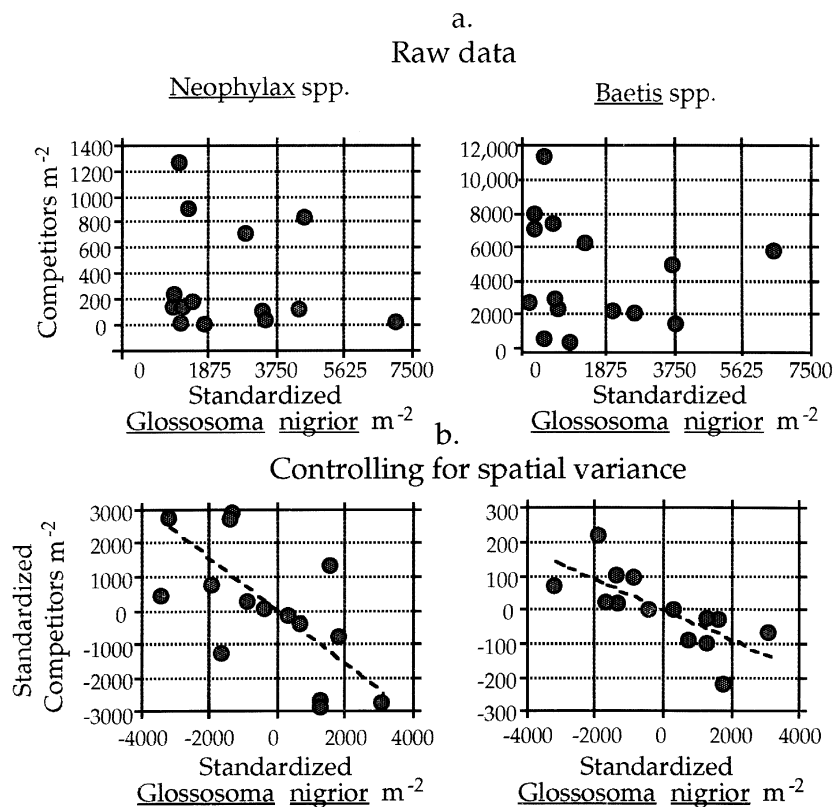 a.
Raw data
Neophylax spp.
Baetis spp.
Competitors m-2
1400
1200
1000
800
600
400
200
0
0 1875 3750 5625 7500
Standardized
Glossosoma nigrior m-2
12,000
10,000
8000
6000
4000
2000
0
0 1875 3750 5625 7500
Standardized
Glossosoma nigrior m-2
b.
Controlling for spatial variance
Standardized
Competitors m-2
3000
2000
1000
0
-1000
-2000
-3000
-4000 -2000 0 2000 4000
Standardized
Glossosoma nigrior m-2
300
200
100
0
-100
-200
-300
-4000 -2000 0 2000 4000
Standardized
Glossosoma nigrior m-2